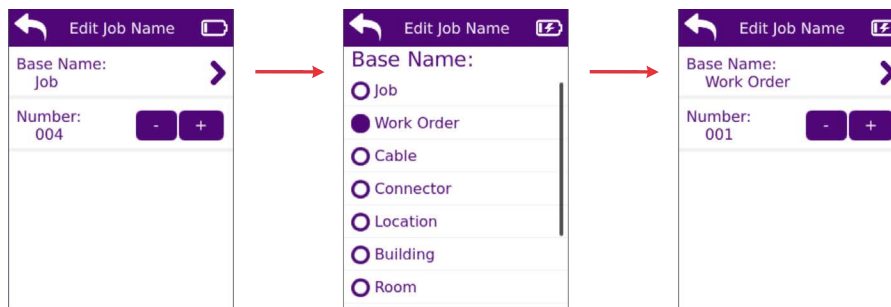 Edit Job Name
Base Name:
Job
Number:
004
- +
Edit Job Name
Base Name:
Job
Work Order
Cable
Connector
Location
Building
Room
Edit Job Name
Base Name:
Work Order
Number:
001
- +